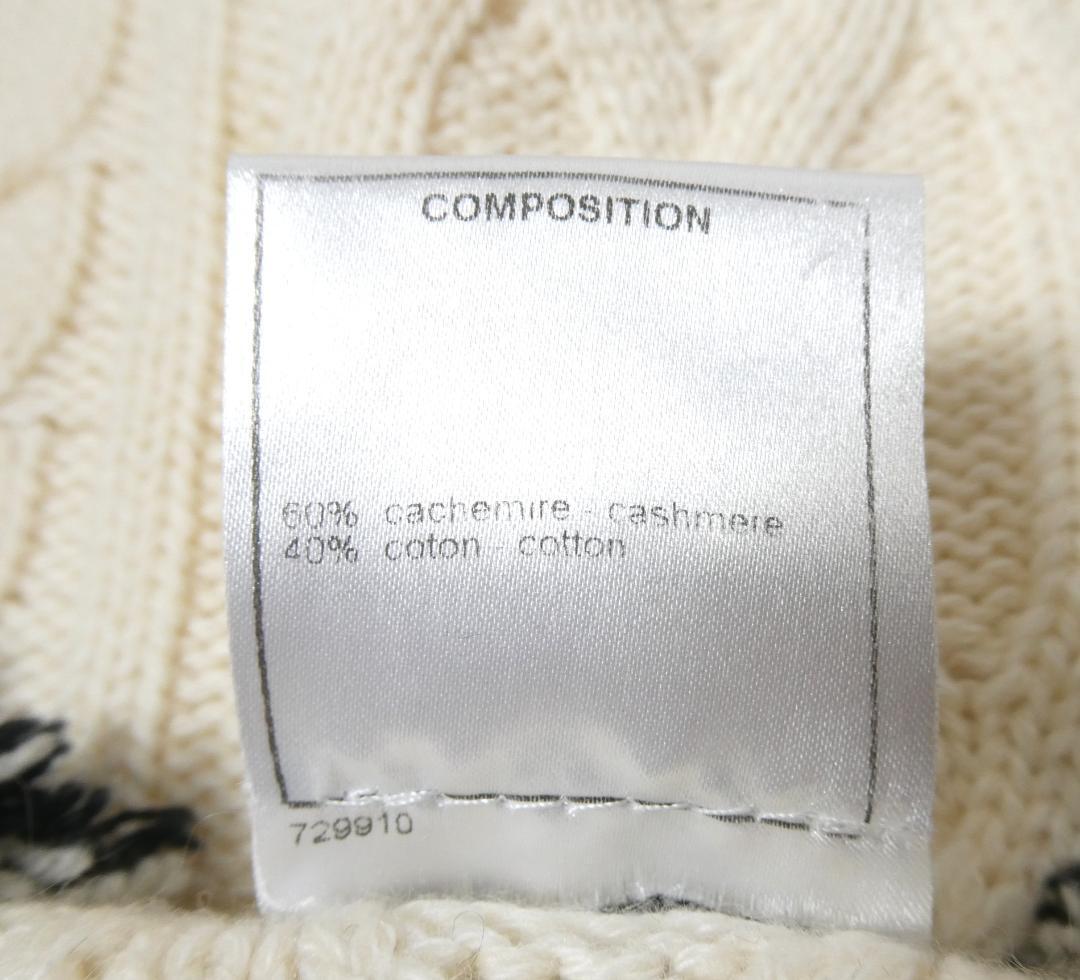 COMPOSITION
60% cachemire - cashmere
40% coton - cotton
729910